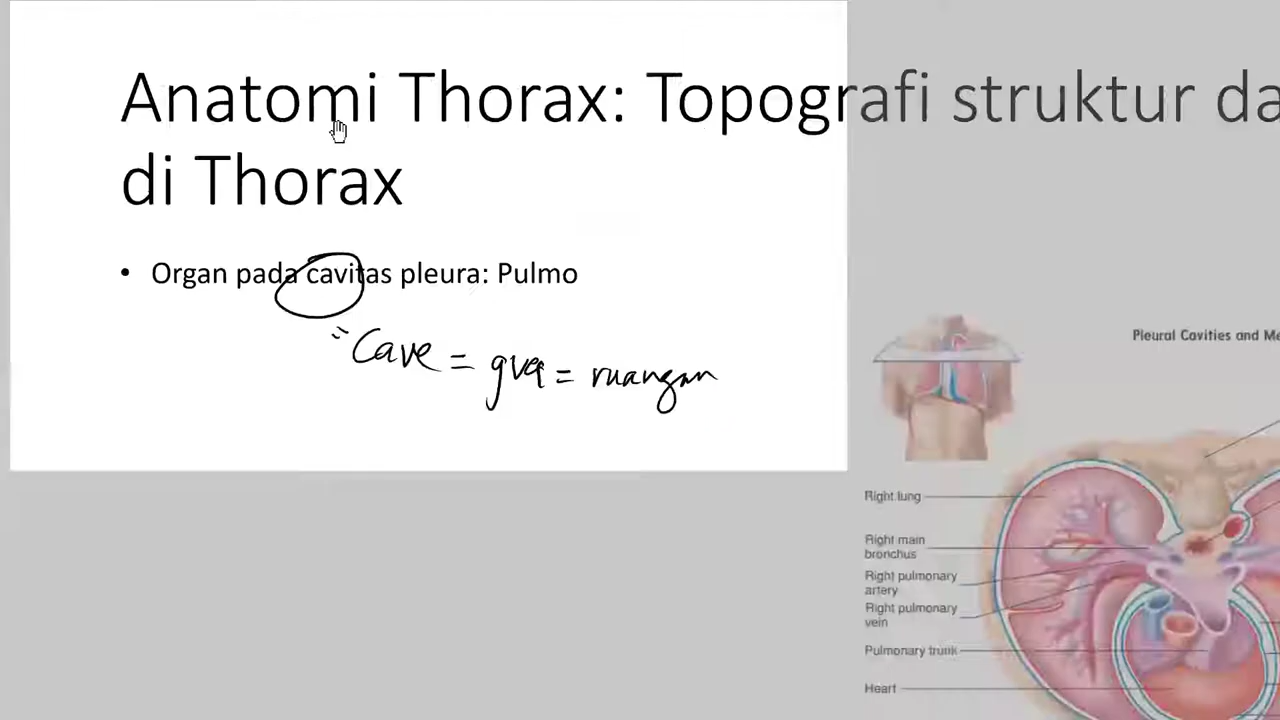 Anatomi Thorax: Topografi struktur da
di Thorax
• Organ pada cavitas pleura: Pulmo
= Cave = gua = ruangan
Pleural Cavities and Me
Right lung
Right main
bronchus
Right pulmonary
artery
Right pulmonary
vein
Pulmonary trunk
Heart